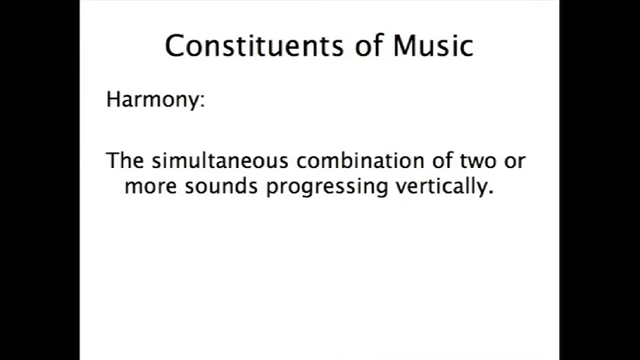 Constituents of Music
Harmony:
The simultaneous combination of two or
more sounds progressing vertically.